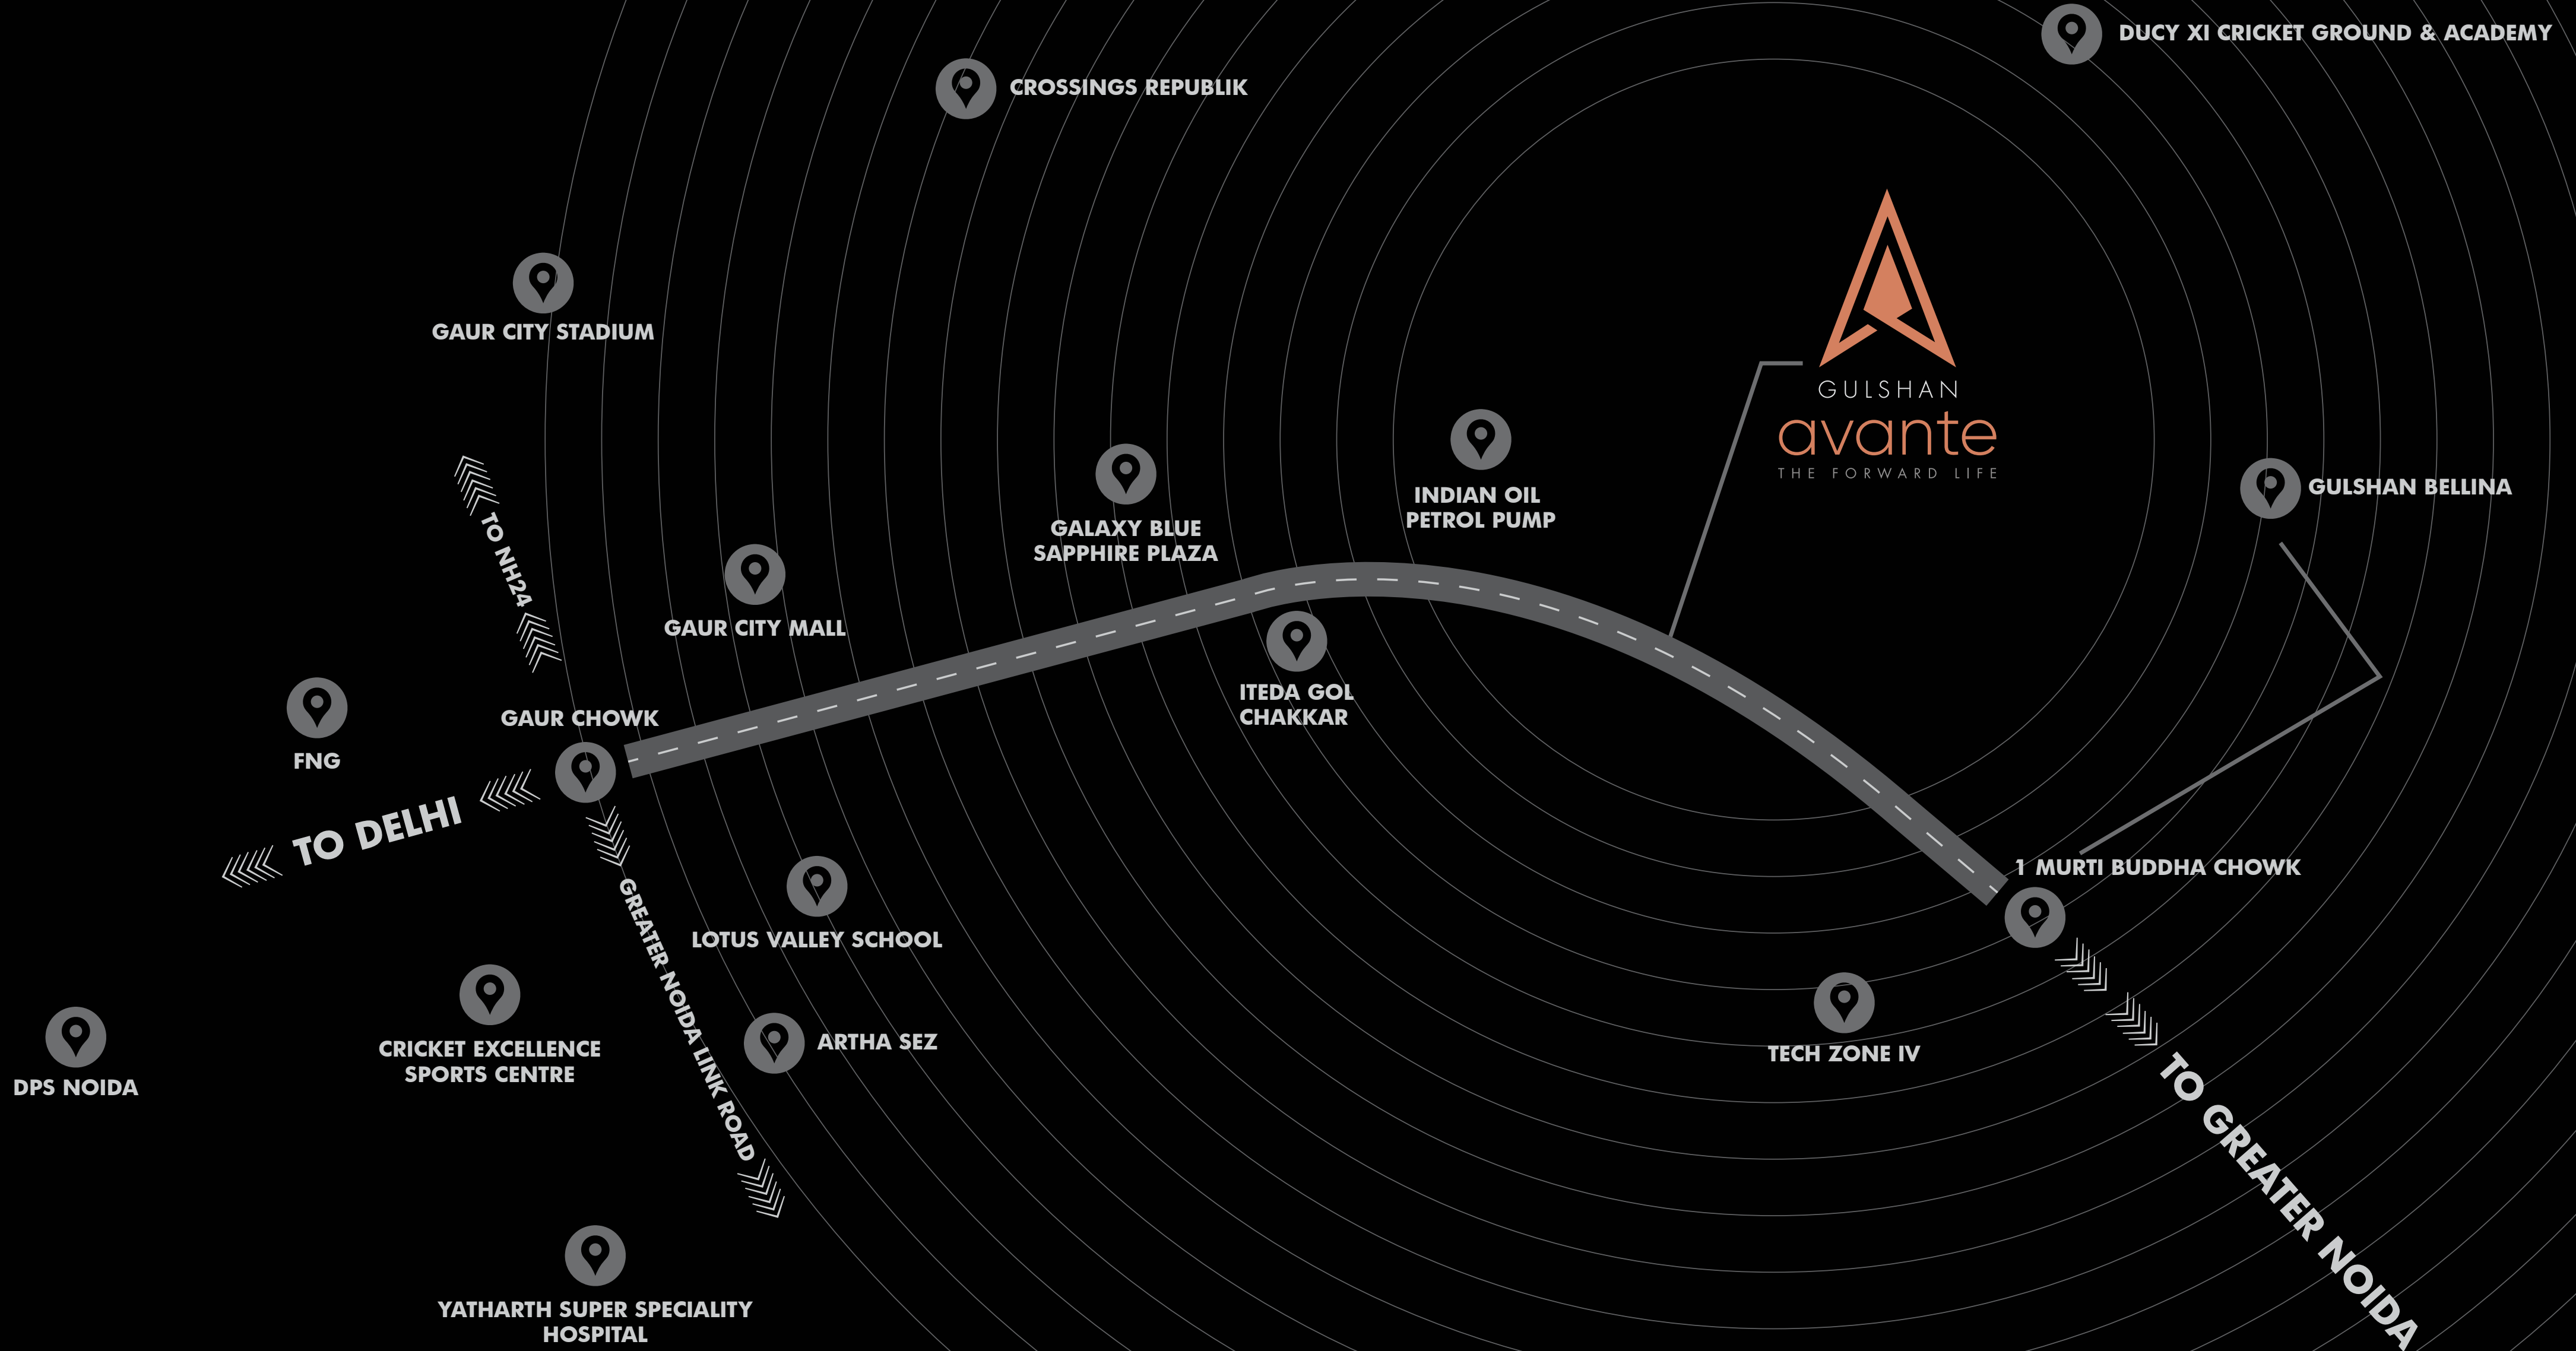 DUCY XI CRICKET GROUND & ACADEMY
CROSSINGS REPUBLIK
GAUR CITY STADIUM
GULSHAN
avante
THE FORWARD LIFE
INDIAN OIL
PETROL PUMP
GULSHAN BELLINA
GALAXY BLUE
SAPPHIRE PLAZA
TO NH24
GAUR CITY MALL
ITEDA GOL
CHAKKAR
GAUR CHOWK
FNG
TO DELHI
1 MURTI BUDDHA CHOWK
LOTUS VALLEY SCHOOL
GREATER NOIDA LINK ROAD
ARTHA SEZ
TECH ZONE IV
CRICKET EXCELLENCE
SPORTS CENTRE
DPS NOIDA
TO GREATER NOIDA
YATHARTH SUPER SPECIALITY
HOSPITAL